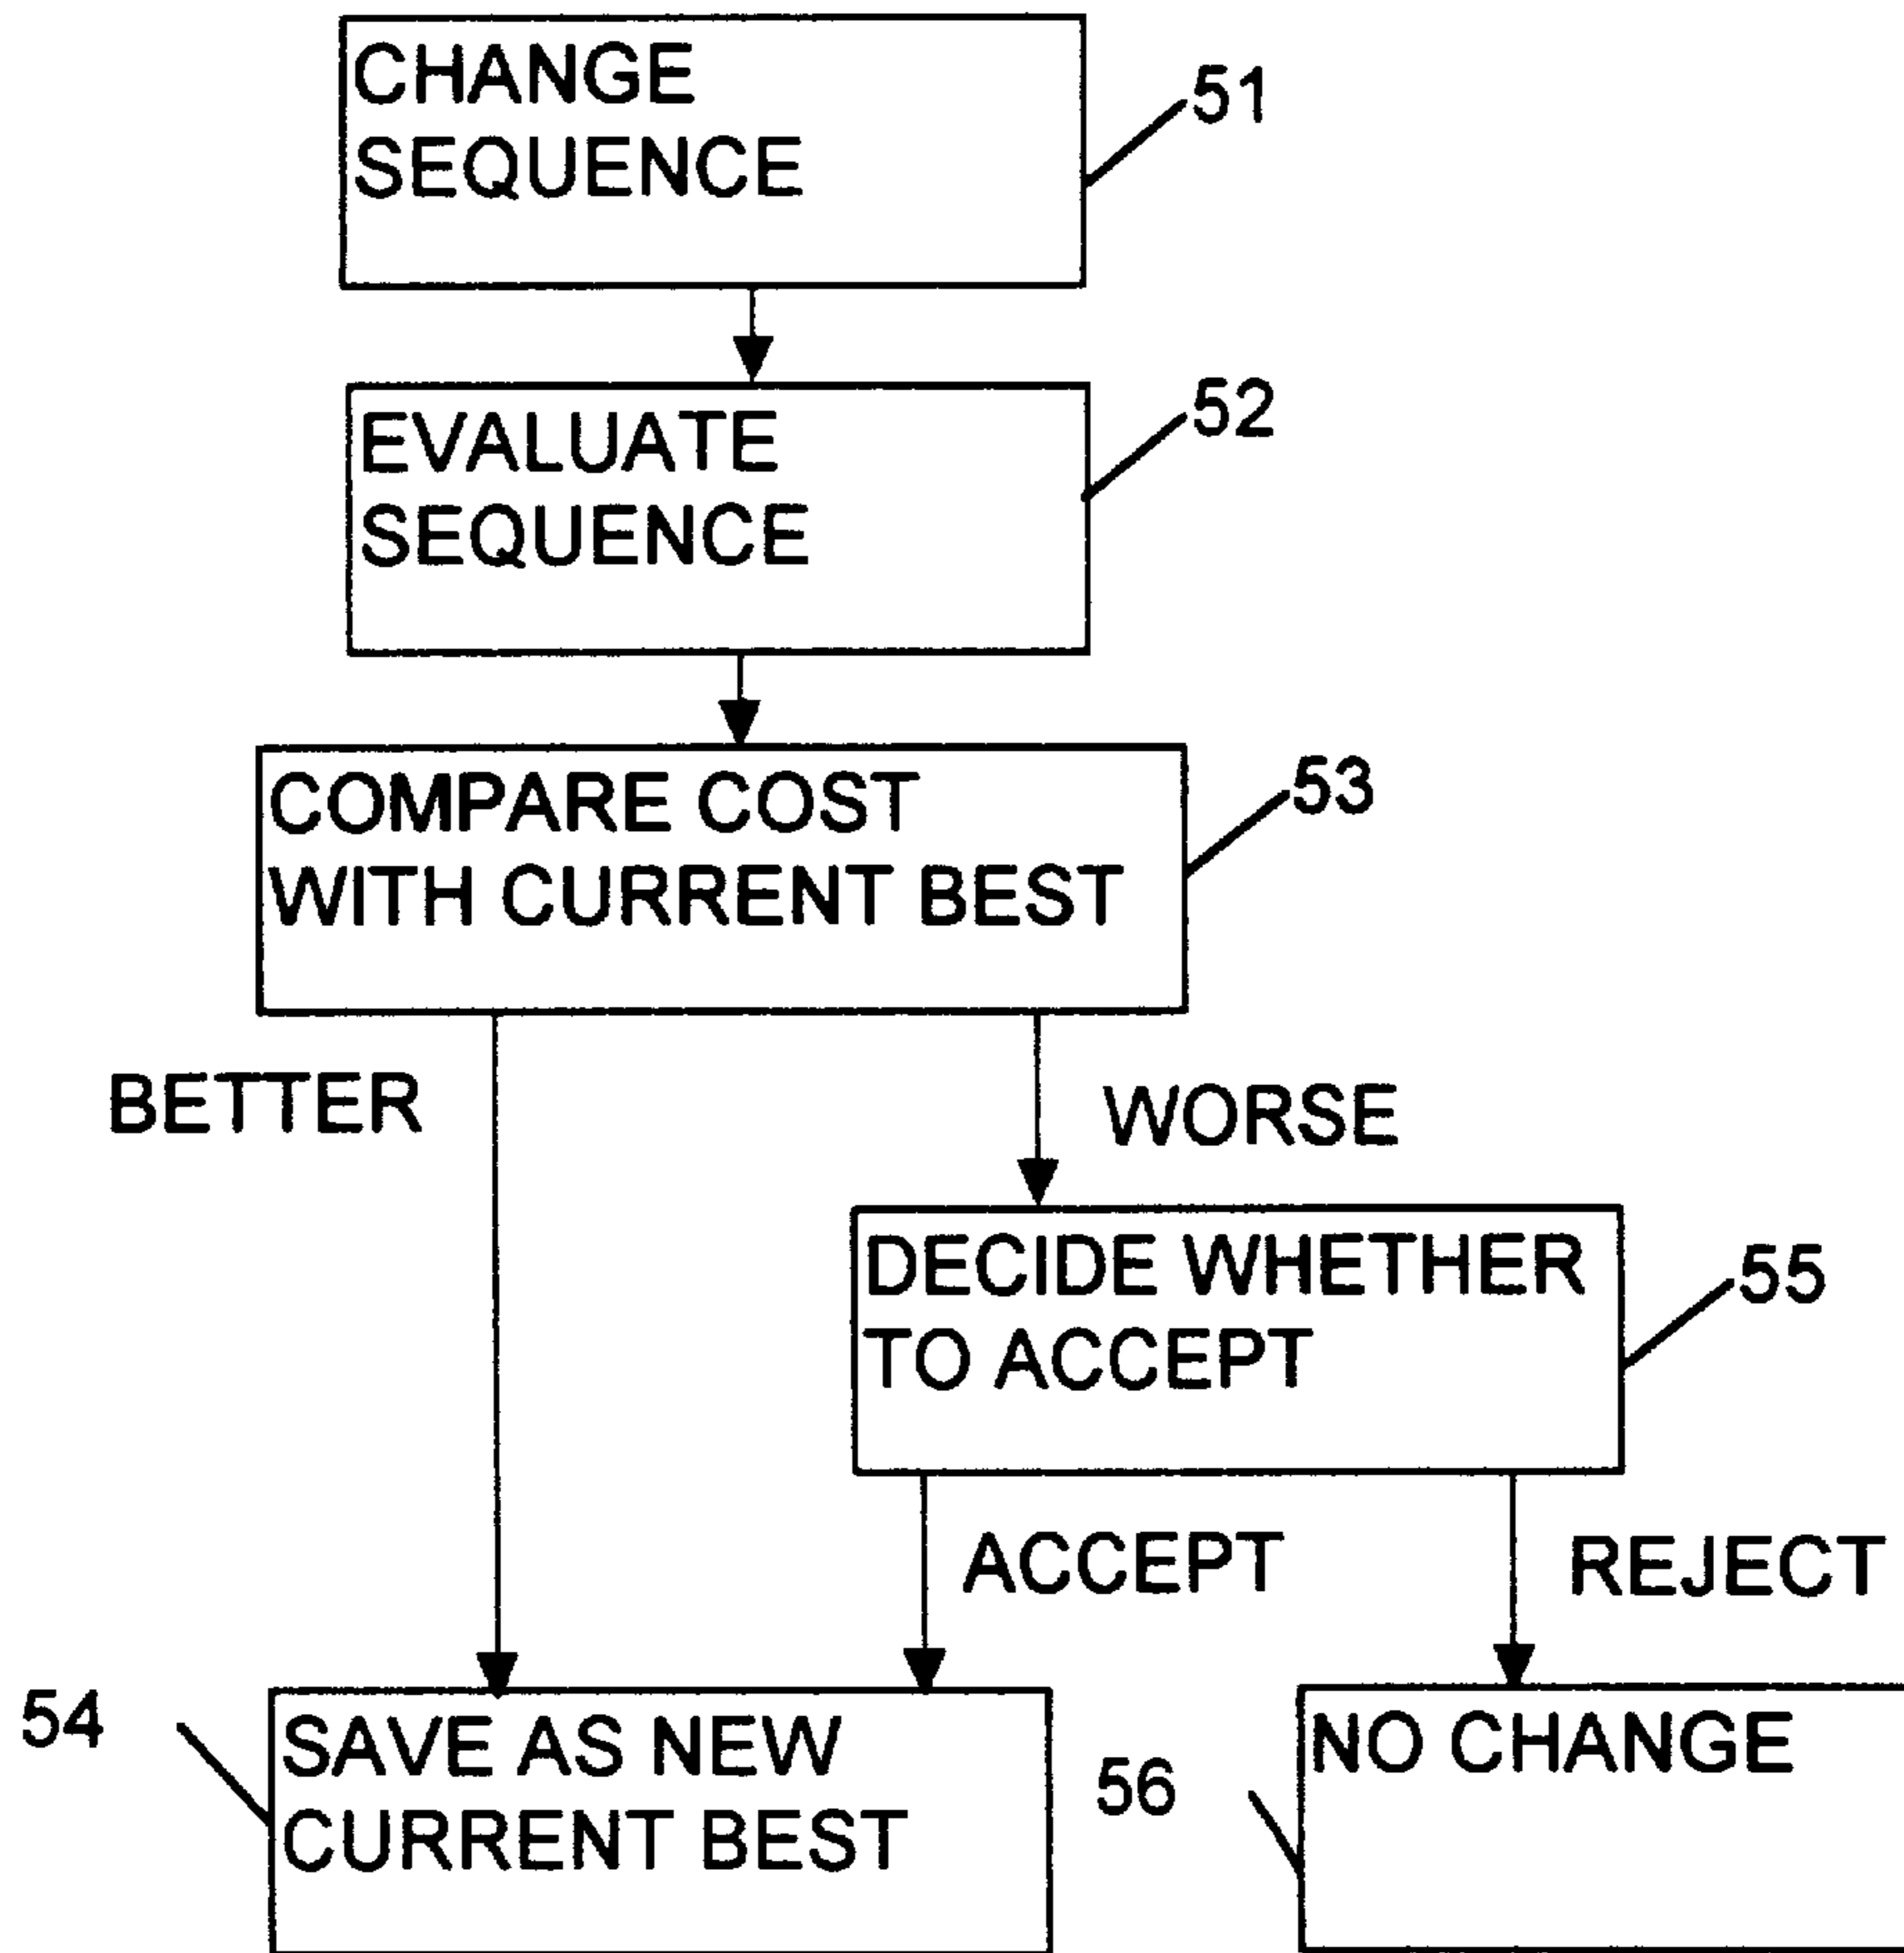 CHANGE
SEQUENCE
51
EVALUATE
SEQUENCE
52
COMPARE COST
WITH CURRENT BEST
53
BETTER
WORSE
DECIDE WHETHER
TO ACCEPT
55
ACCEPT
REJECT
54
SAVE AS NEW
CURRENT BEST
56
NO CHANGE